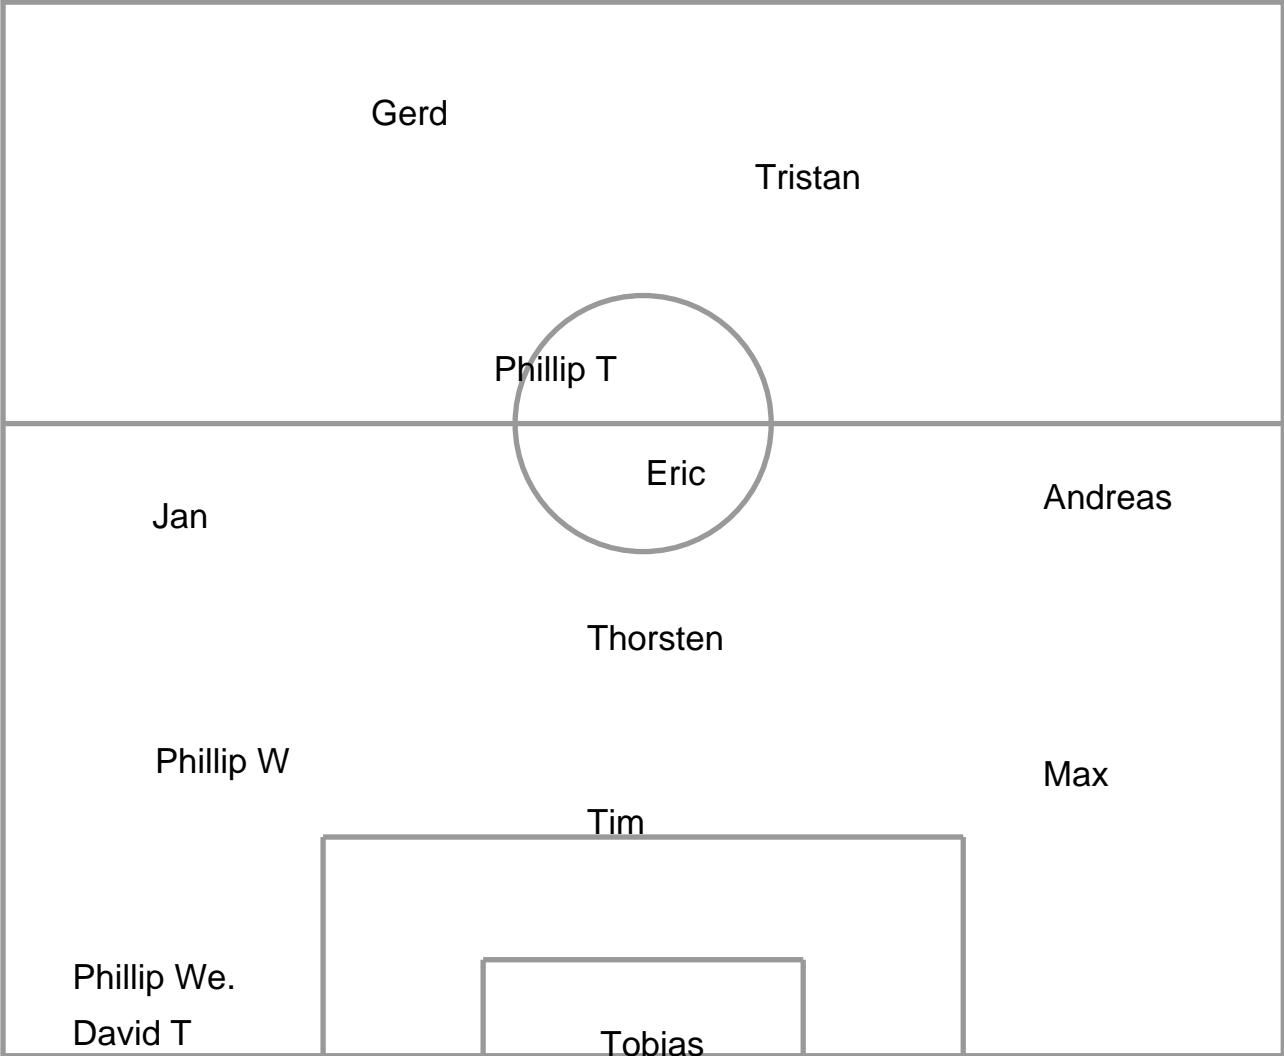 Gerd
Tristan
Phillip T
Eric
Andreas
Jan
Thorsten
Phillip W
Max
Tim
Phillip We.
David T
Tobias